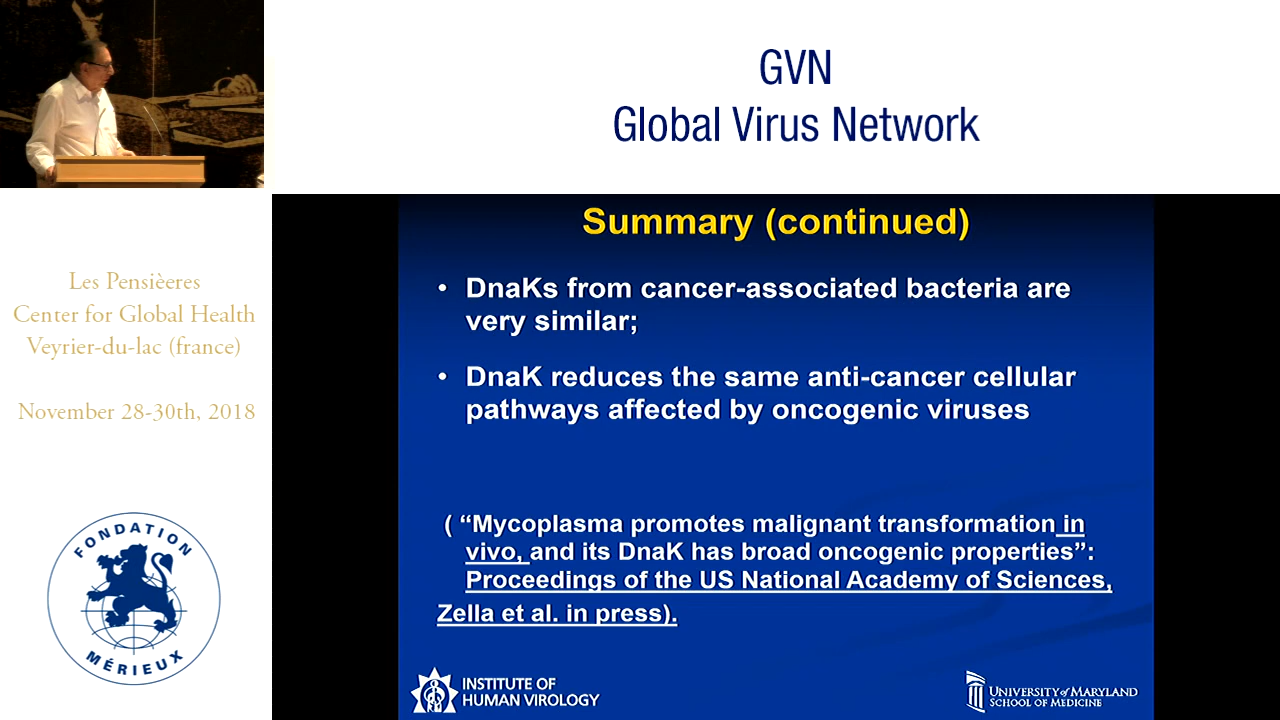 GVN
Global Virus Network
Les Pensièeres
Center for Global Health
Veyrier-du-lac (france)
November 28-30th, 2018
FONDATION
MÉRIEUX
Summary (continued)
• DnaKs from cancer-associated bacteria are
very similar;
• DnaK reduces the same anti-cancer cellular
pathways affected by oncogenic viruses
( “Mycoplasma promotes malignant transformation in
vivo, and its DnaK has broad oncogenic properties”:
Proceedings of the US National Academy of Sciences,
Zella et al. in press).
INSTITUTE OF
HUMAN VIROLOGY
UNIVERSITY of MARYLAND
SCHOOL OF MEDICINE